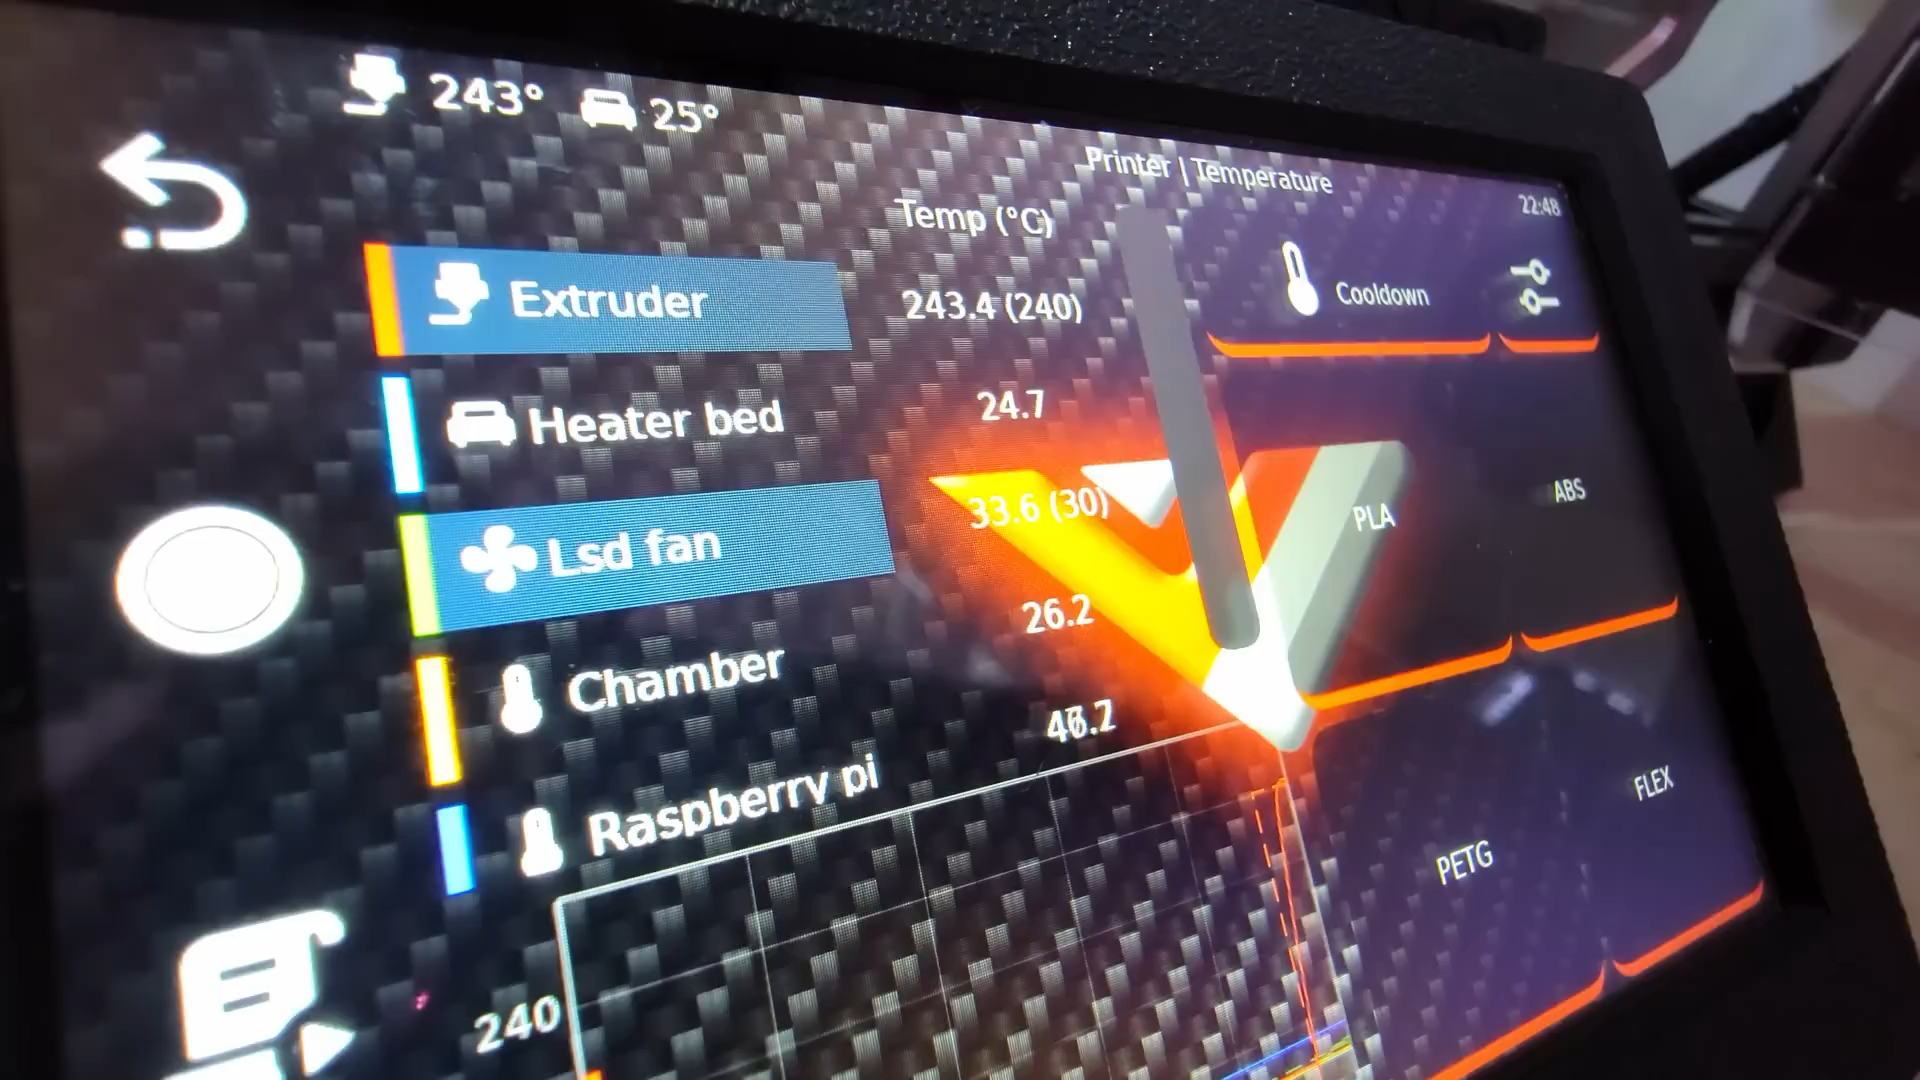 243° 25°
Printer | Temperature
22:48
Temp (°C)
Extruder 243.4 (240)
Cooldown
Heater bed 24.7
Lsd fan 33.6 (30)
PLA
ABS
Chamber 26.2
Raspberry pi
PETG
FLEX
240